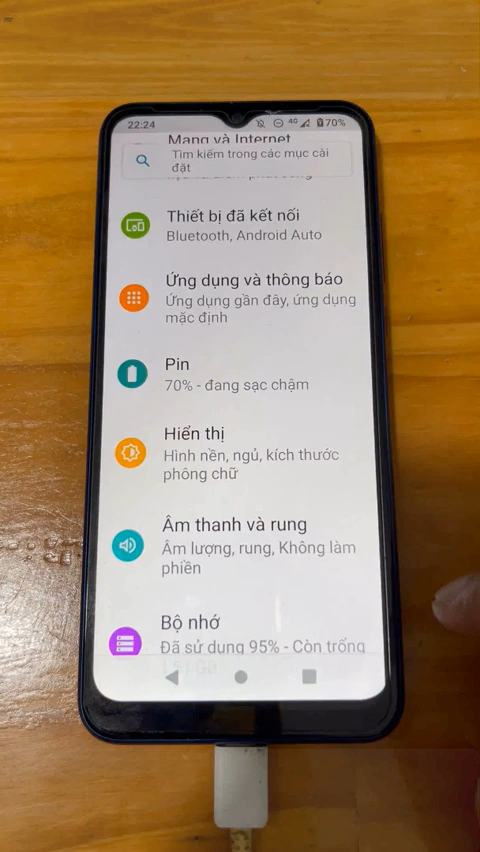 22:24
4G
70%
Mạng và Internet
Tìm kiếm trong các mục cài
đặt
Thiết bị đã kết nối
Bluetooth, Android Auto
Ứng dụng và thông báo
Ứng dụng gần đây, ứng dụng
mặc định
Pin
70% - đang sạc chậm
Hiển thị
Hình nền, ngủ, kích thước
phông chữ
Âm thanh và rung
Âm lượng, rung, Không làm
phiền
Bộ nhớ
Đã sử dụng 95% - Còn trống